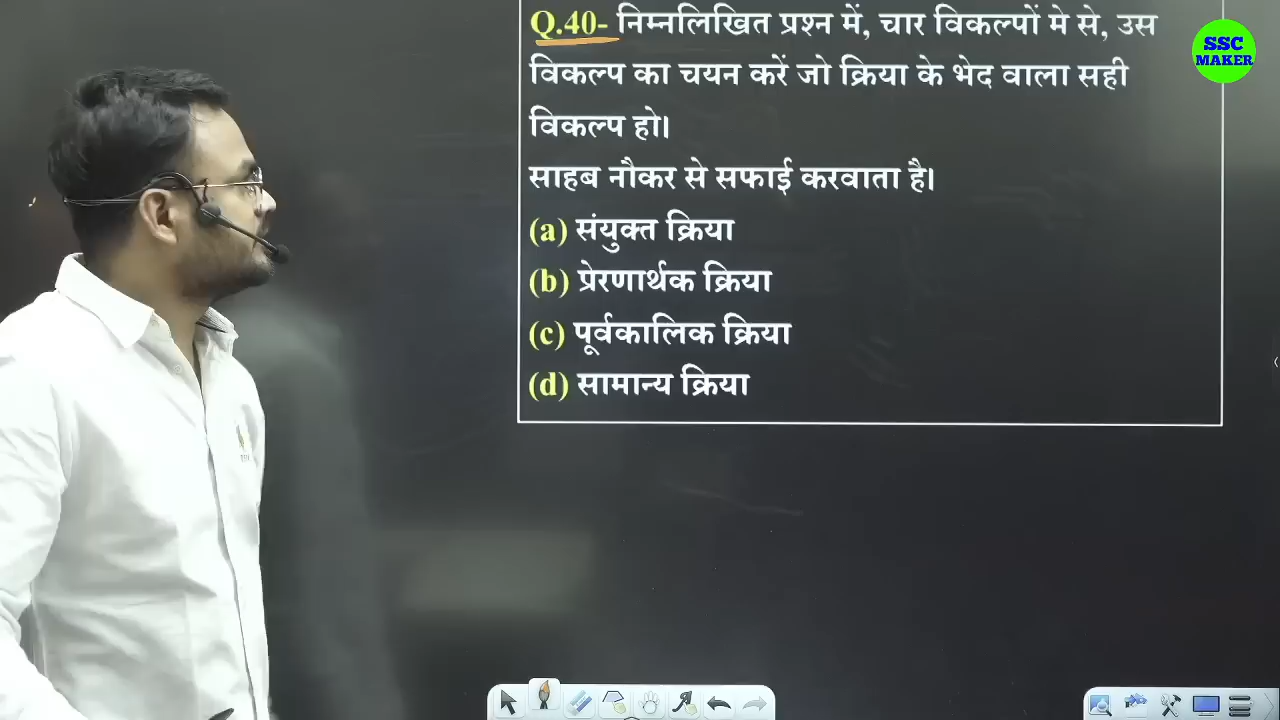 Q.40- निम्नलिखित प्रश्न में, चार विकल्पों मे से, उस
विकल्प का चयन करें जो क्रिया के भेद वाला सही
विकल्प हो।
साहब नौकर से सफाई करवाता है।
(a) संयुक्त क्रिया
(b) प्रेरणार्थक क्रिया
(c) पूर्वकालिक क्रिया
(d) सामान्य क्रिया
SSC
MAKER